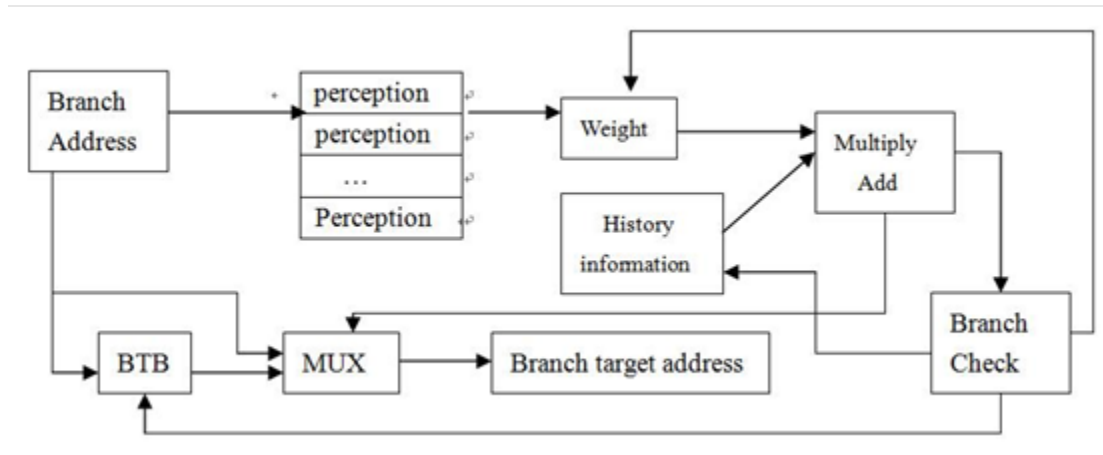 Branch
Address
perception
perception
...
Perception
Weight
Multiply
Add
History
information
Branch
Check
BTB
MUX
Branch target address